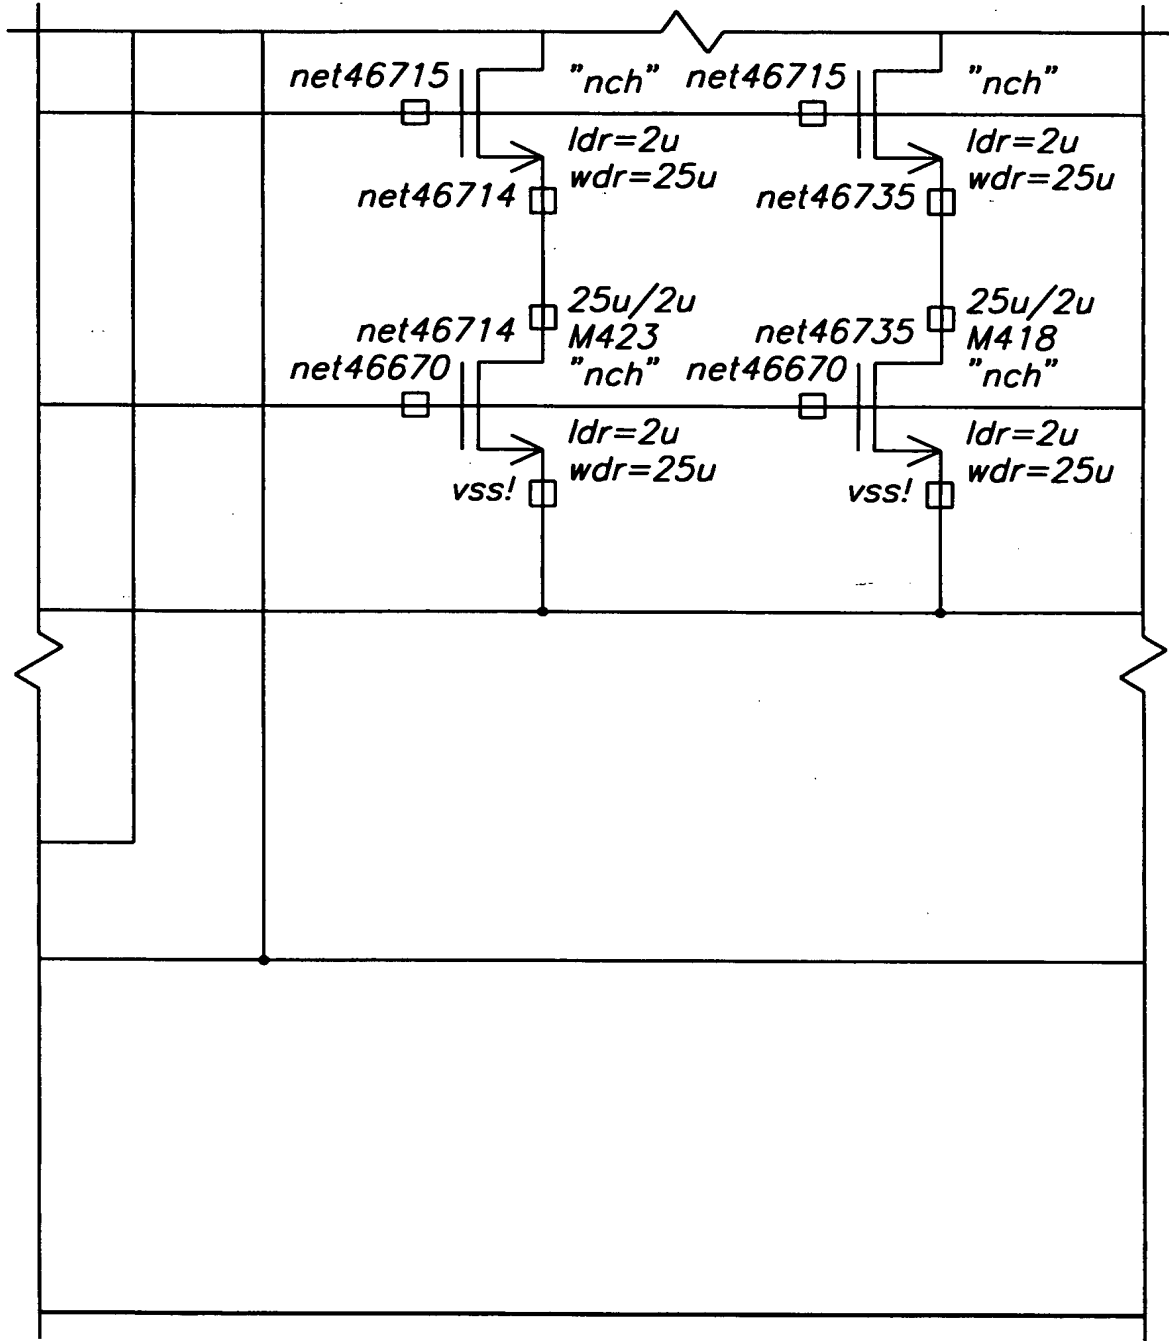 net46715 "nch" net46715 "nch"
ldr=2u ldr=2u
wdr=25u wdr=25u
net46714 net46735
25u/2u 25u/2u
net46714 M423 net46735 M418
net46670 "nch" net46670 "nch"
ldr=2u ldr=2u
wdr=25u wdr=25u
vss! vss!